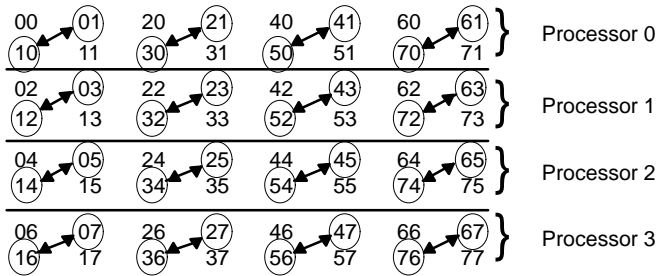 00 01 20 21 40 41 60 61
10 11 30 31 50 51 70 71
Processor 0
02 03 22 23 42 43 62 63
12 13 32 33 52 53 72 73
Processor 1
04 05 24 25 44 45 64 65
14 15 34 35 54 55 74 75
Processor 2
06 07 26 27 46 47 66 67
16 17 36 37 56 57 76 77
Processor 3